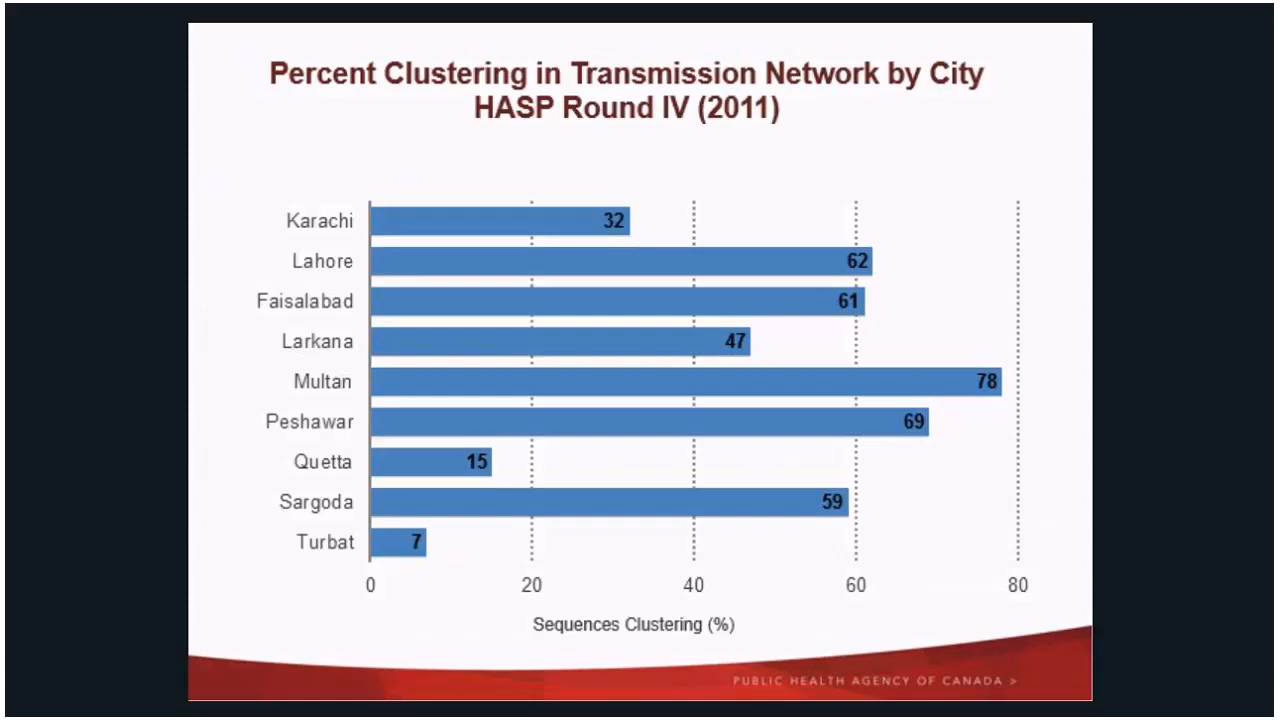 Percent Clustering in Transmission Network by City
HASP Round IV (2011)
Karachi 32
Lahore 62
Faisalabad 61
Larkana 47
Multan 78
Peshawar 69
Quetta 15
Sargoda 59
Turbat 7
0 20 40 60 80
Sequences Clustering (%)
PUBLIC HEALTH AGENCY OF CANADA >